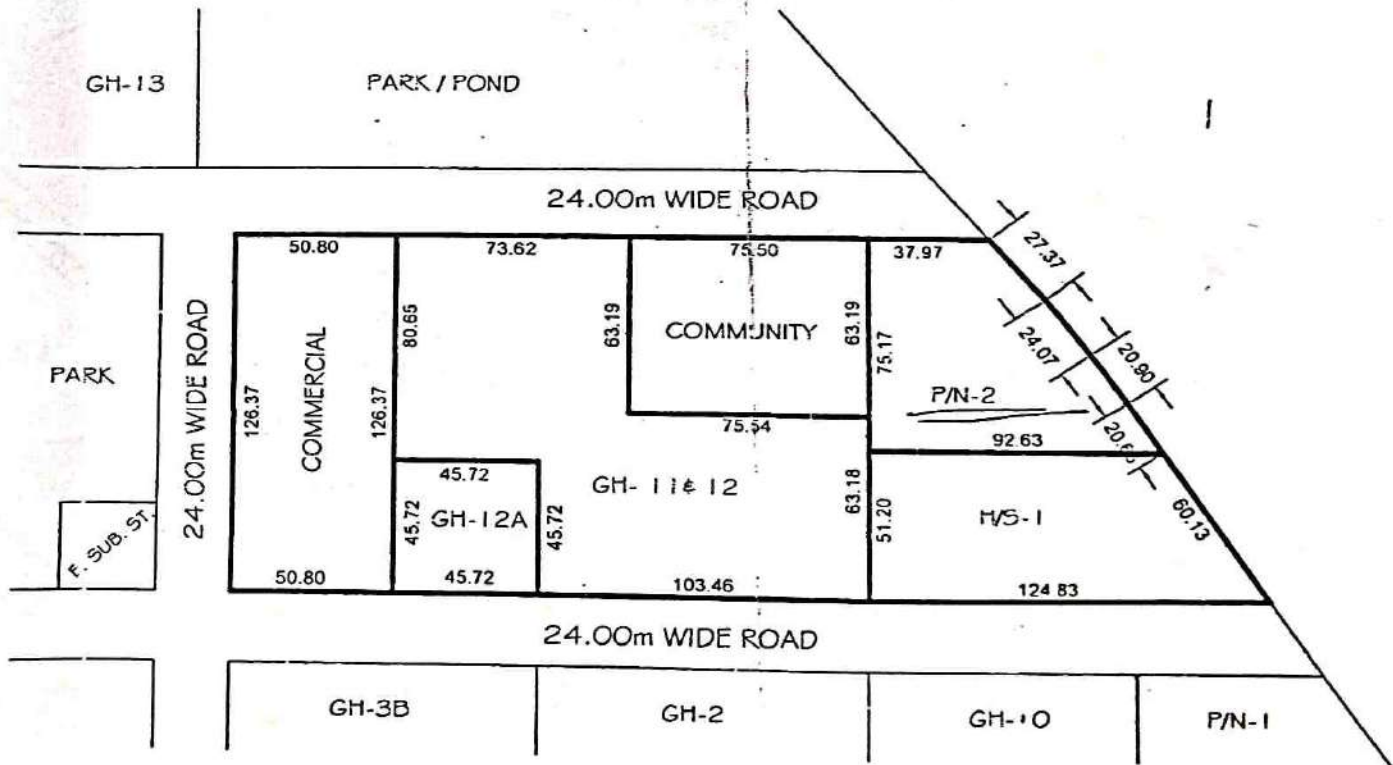 GH-13
PARK / POND
24.00m WIDE ROAD
50.80
73.62
75.50
37.97
27.37
24.07
20.90
PARK
24.00m WIDE ROAD
126.37
COMMERCIAL
126.37
80.65
63.19
COMMUNITY
63.19
75.17
P/N-2
75.54
92.63
60.13
45.72
GH-12A
45.72
45.72
GH- 11& 12
63.18
51.20
H/S-1
E. SUB. ST.
50.80
45.72
103.46
124 83
24.00m WIDE ROAD
GH-3B
GH-2
GH-10
P/N-1